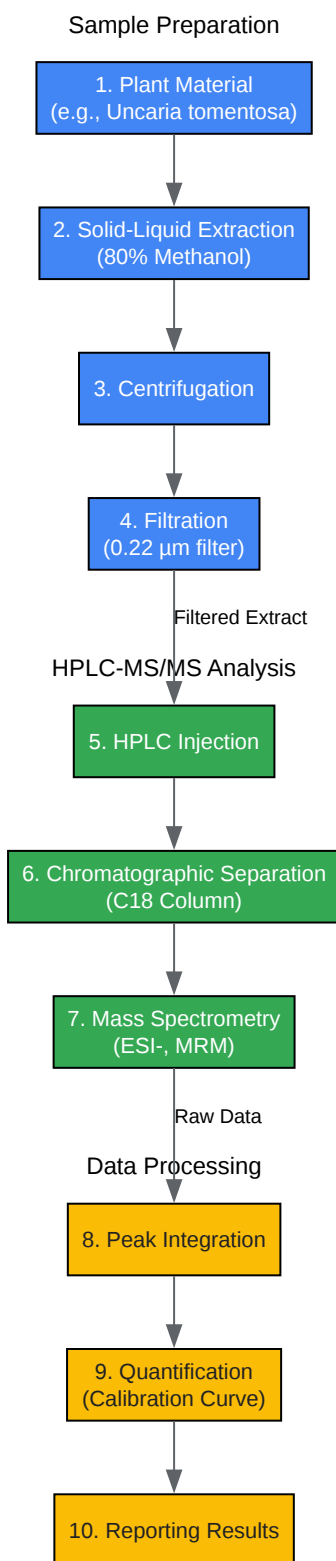 Sample Preparation
1. Plant Material
(e.g., Uncaria tomentosa)
2. Solid-Liquid Extraction
(80% Methanol)
3. Centrifugation
4. Filtration
(0.22 µm filter)
Filtered Extract
HPLC-MS/MS Analysis
5. HPLC Injection
6. Chromatographic Separation
(C18 Column)
7. Mass Spectrometry
(ESI-, MRM)
Raw Data
Data Processing
8. Peak Integration
9. Quantification
(Calibration Curve)
10. Reporting Results